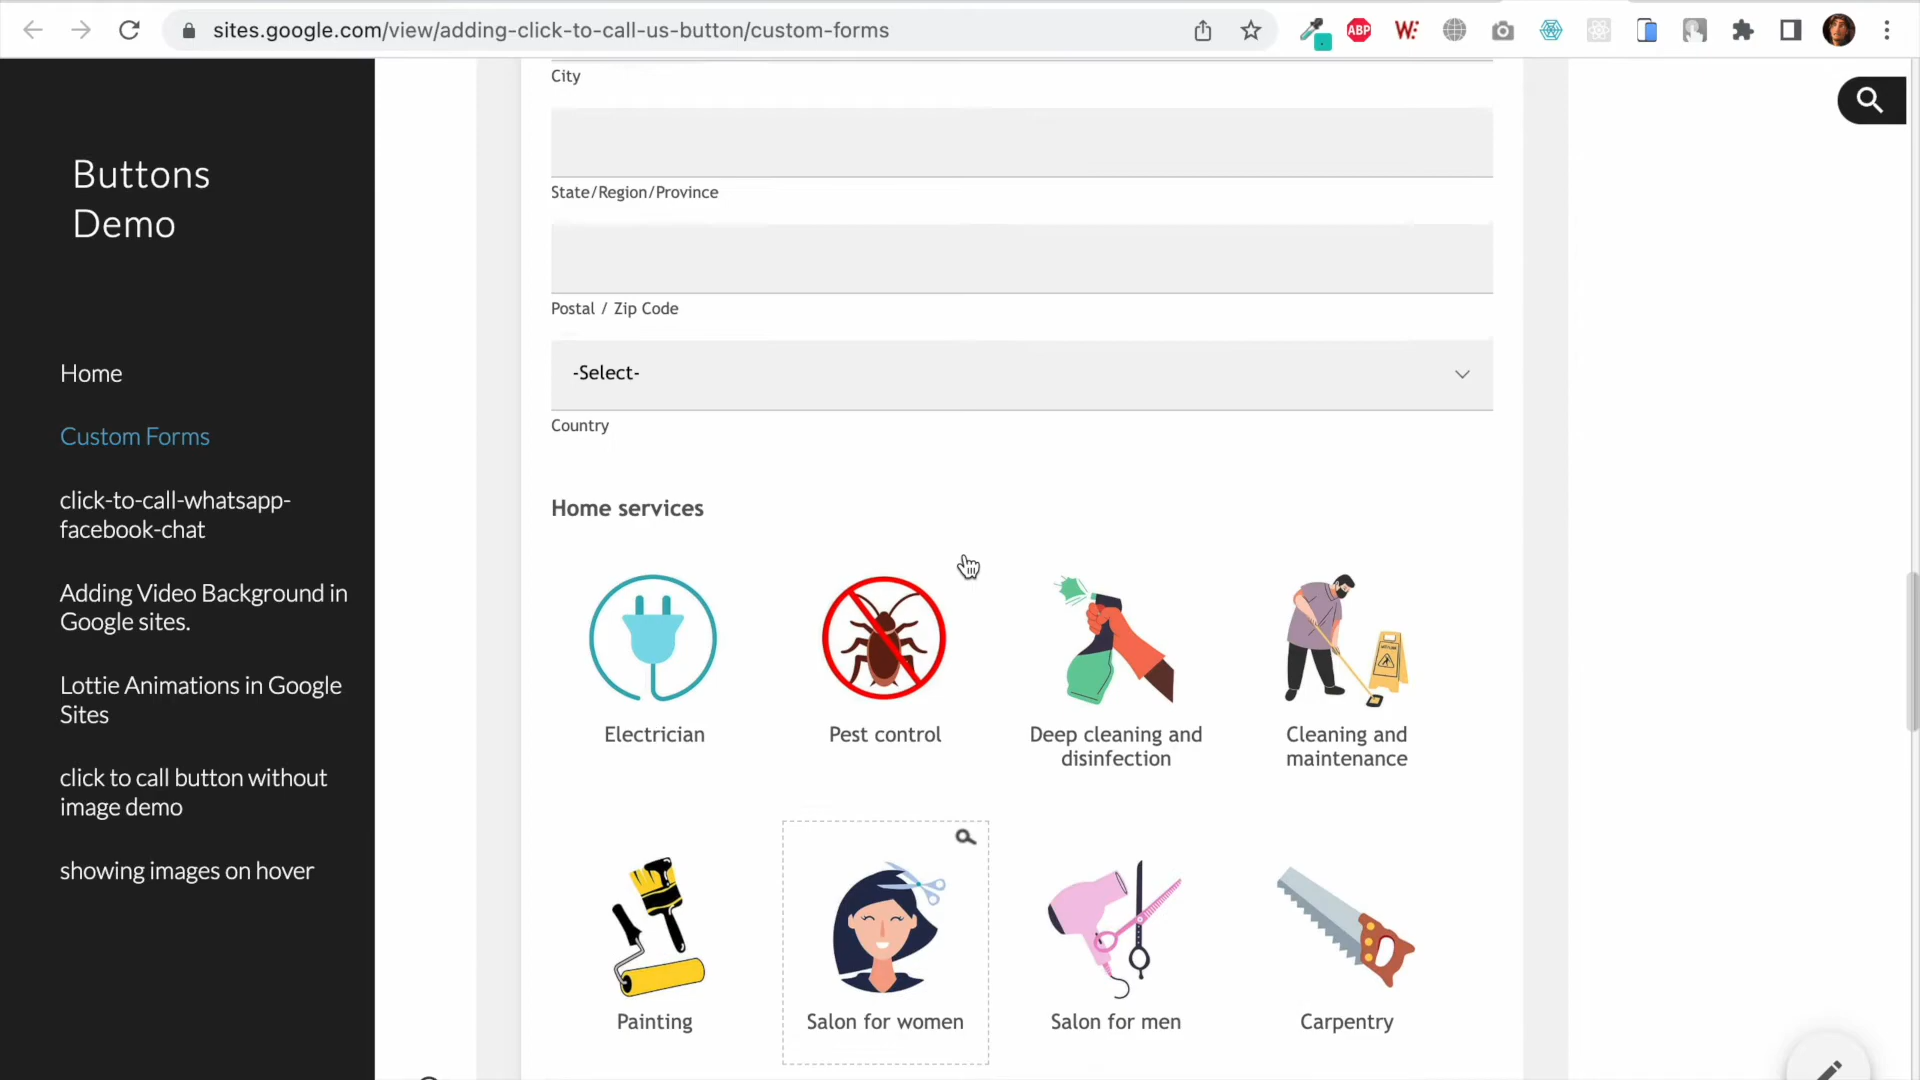 sites.google.com/view/adding-click-to-call-us-button/custom-forms
ABP
W
Buttons
Demo
Home
Custom Forms
click-to-call-whatsapp-
facebook-chat
Adding Video Background in
Google sites.
Lottie Animations in Google
Sites
click to call button without
image demo
showing images on hover
City
State/Region/Province
Postal / Zip Code
-Select-
Country
Home services
Electrician
Pest control
Deep cleaning and
disinfection
Cleaning and
maintenance
Painting
Salon for women
Salon for men
Carpentry